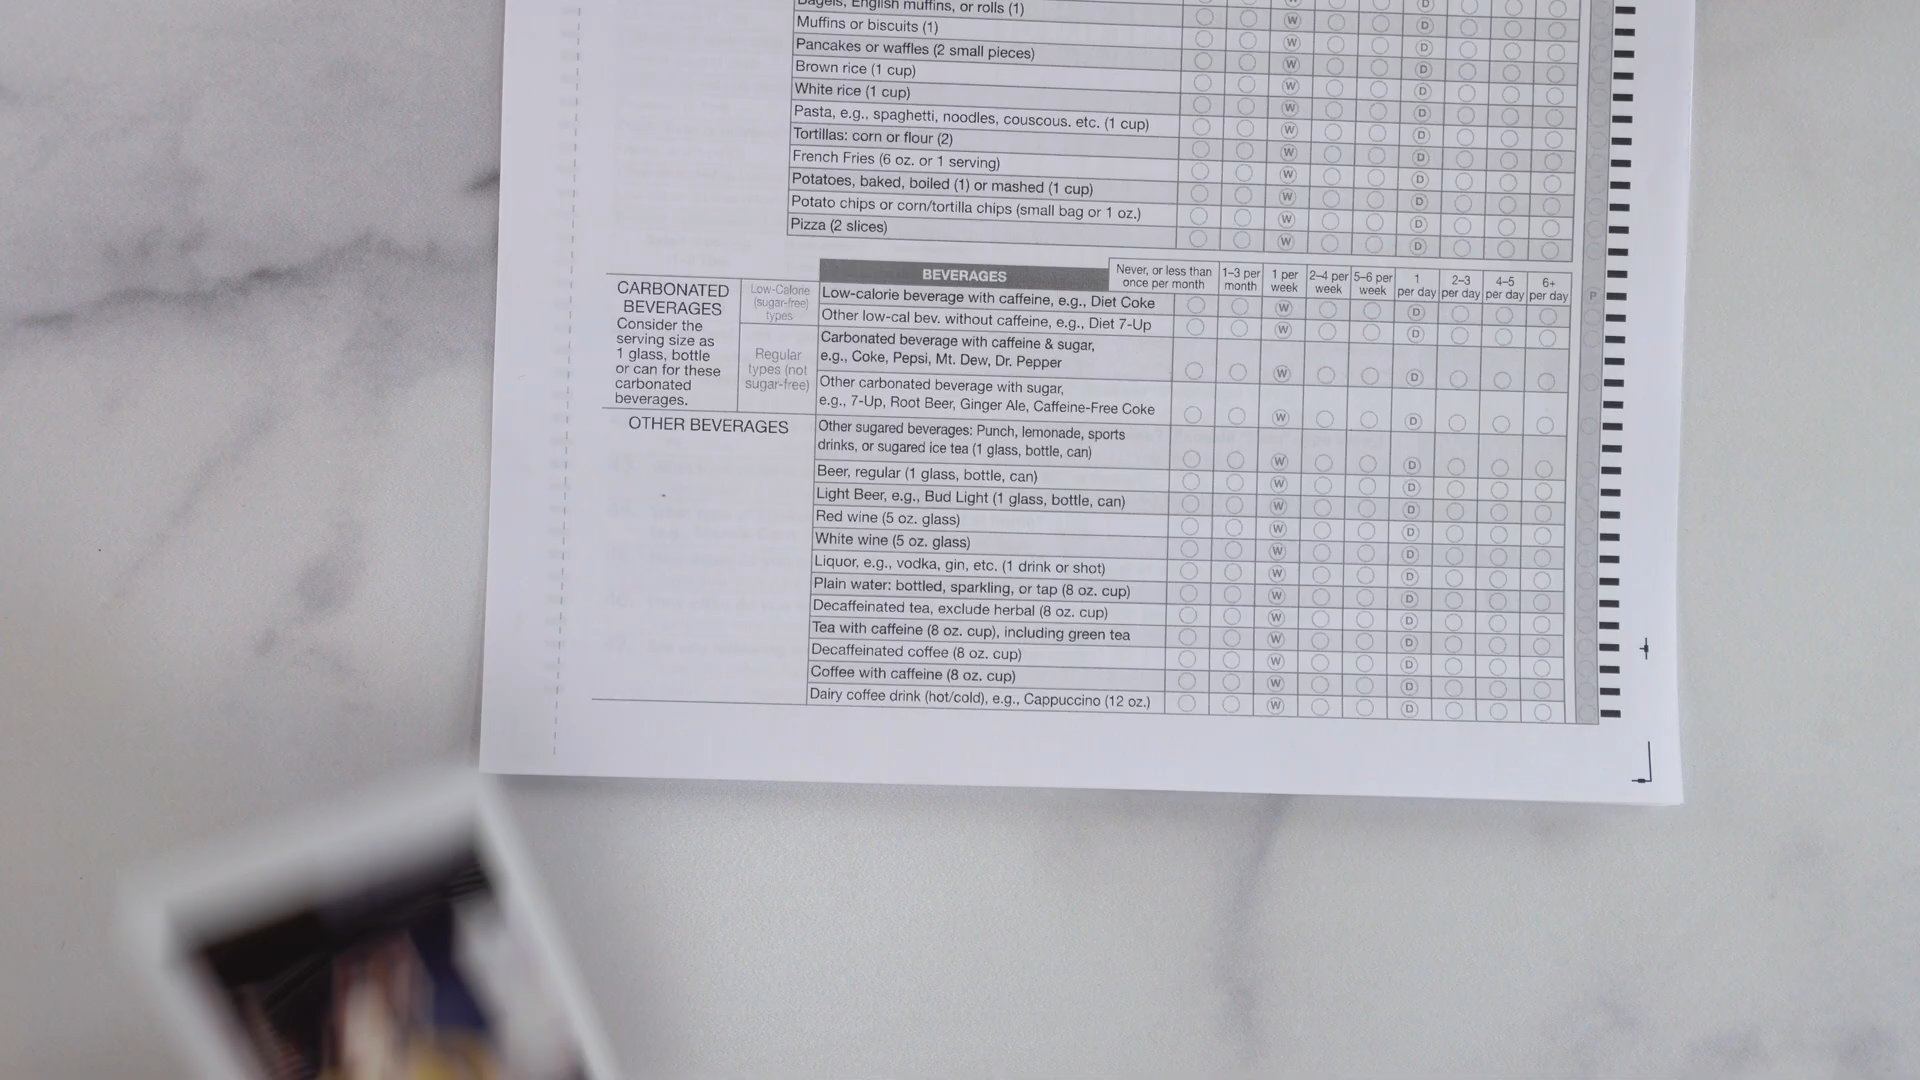 Bagels, English muffins, or rolls (1) W D
Muffins or biscuits (1) W D
Pancakes or waffles (2 small pieces) W D
Brown rice (1 cup) W D
White rice (1 cup) W D
Pasta, e.g., spaghetti, noodles, couscous. etc. (1 cup) W D
Tortillas: corn or flour (2) W D
French Fries (6 oz. or 1 serving) W D
Potatoes, baked, boiled (1) or mashed (1 cup) W D
Potato chips or corn/tortilla chips (small bag or 1 oz.) W D
Pizza (2 slices) W D
BEVERAGES
Never, or less than
once per month
1–3 per
month
1 per
week
2–4 per
week
5–6 per
week
1
per day
2–3
per day
4–5
per day
6+
per day
P
CARBONATED
BEVERAGES
Consider the
serving size as
1 glass, bottle
or can for these
carbonated
beverages.
Low-Calorie
(sugar-free)
types
Low-calorie beverage with caffeine, e.g., Diet Coke W D
Other low-cal bev. without caffeine, e.g., Diet 7-Up W D
Regular
types (not
sugar-free)
Carbonated beverage with caffeine & sugar,
e.g., Coke, Pepsi, Mt. Dew, Dr. Pepper W D
Other carbonated beverage with sugar,
e.g., 7-Up, Root Beer, Ginger Ale, Caffeine-Free Coke W D
OTHER BEVERAGES
Other sugared beverages: Punch, lemonade, sports
drinks, or sugared ice tea (1 glass, bottle, can) W D
Beer, regular (1 glass, bottle, can) W D
Light Beer, e.g., Bud Light (1 glass, bottle, can) W D
Red wine (5 oz. glass) W D
White wine (5 oz. glass) W D
Liquor, e.g., vodka, gin, etc. (1 drink or shot) W D
Plain water: bottled, sparkling, or tap (8 oz. cup) W D
Decaffeinated tea, exclude herbal (8 oz. cup) W D
Tea with caffeine (8 oz. cup), including green tea W D
Decaffeinated coffee (8 oz. cup) W D
Coffee with caffeine (8 oz. cup) W D
Dairy coffee drink (hot/cold), e.g., Cappuccino (12 oz.) W D